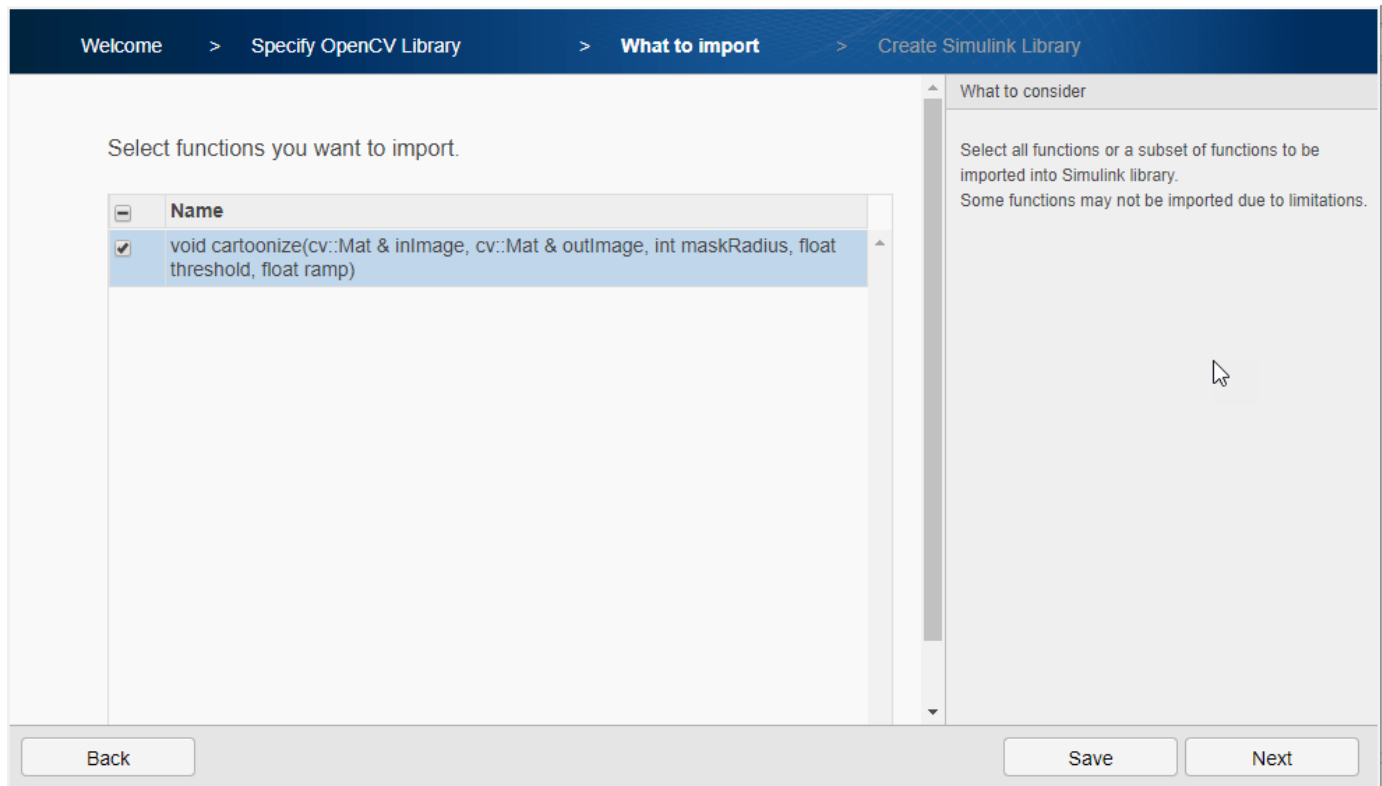 Welcome > Specify OpenCV Library > What to import > Create Simulink Library
What to consider
Select functions you want to import.
Select all functions or a subset of functions to be
imported into Simulink library.
Some functions may not be imported due to limitations.
Name
void cartoonize(cv::Mat & inImage, cv::Mat & outImage, int maskRadius, float
threshold, float ramp)
Back
Save
Next